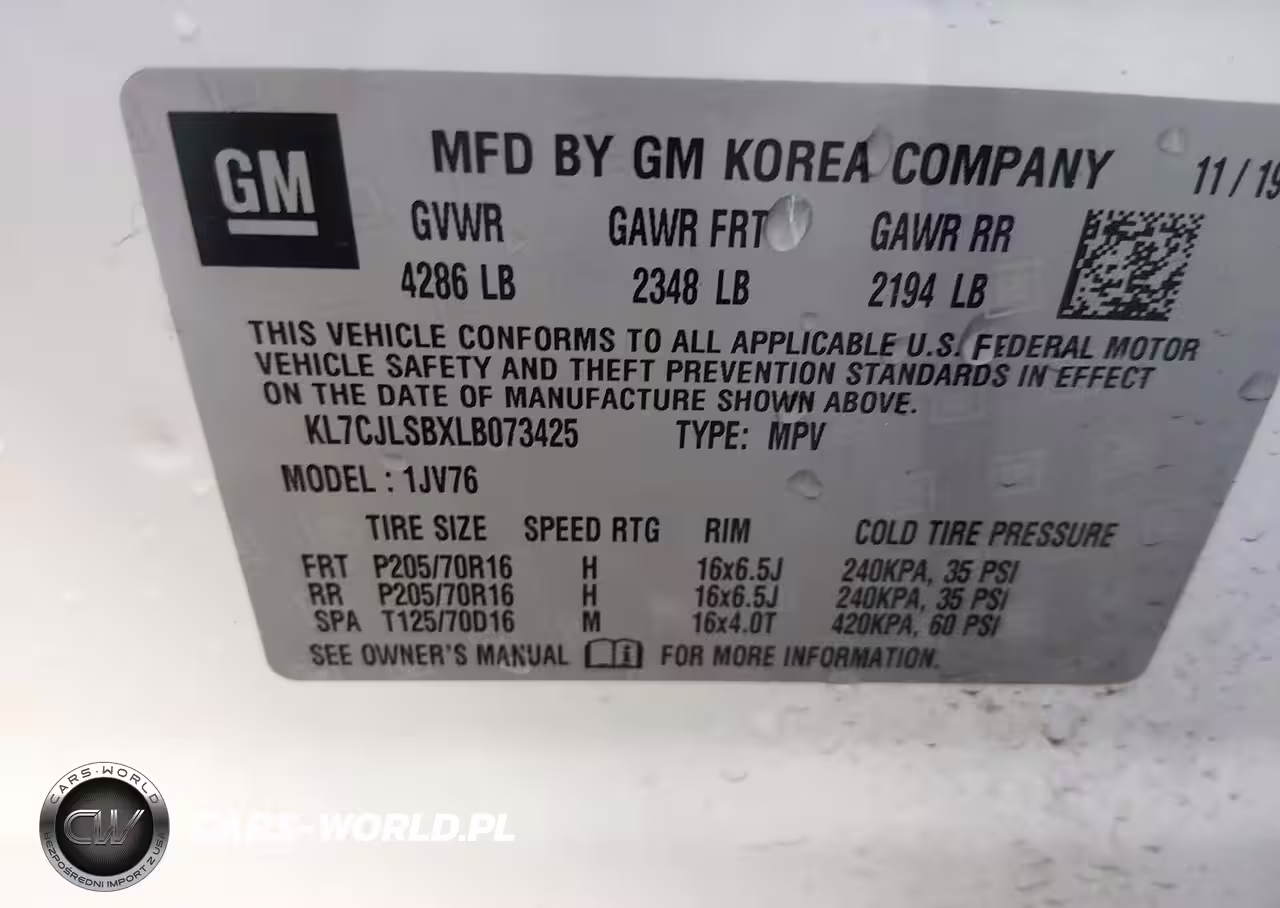 GM
MFD BY GM KOREA COMPANY 11/19
GVWR GAWR FRT GAWR RR
4286 LB 2348 LB 2194 LB
THIS VEHICLE CONFORMS TO ALL APPLICABLE U.S. FEDERAL MOTOR
VEHICLE SAFETY AND THEFT PREVENTION STANDARDS IN EFFECT
ON THE DATE OF MANUFACTURE SHOWN ABOVE.
KL7CJLSBXLB073425 TYPE: MPV
MODEL : 1JV76
TIRE SIZE SPEED RTG RIM COLD TIRE PRESSURE
FRT P205/70R16 H 16x6.5J 240KPA, 35 PSI
RR P205/70R16 H 16x6.5J 240KPA, 35 PSI
SPA T125/70D16 M 16x4.0T 420KPA, 60 PSI
SEE OWNER'S MANUAL i FOR MORE INFORMATION.
CARS-WORLD
CW
BEZPOŚREDNI IMPORT Z USA
CARS-WORLD.PL